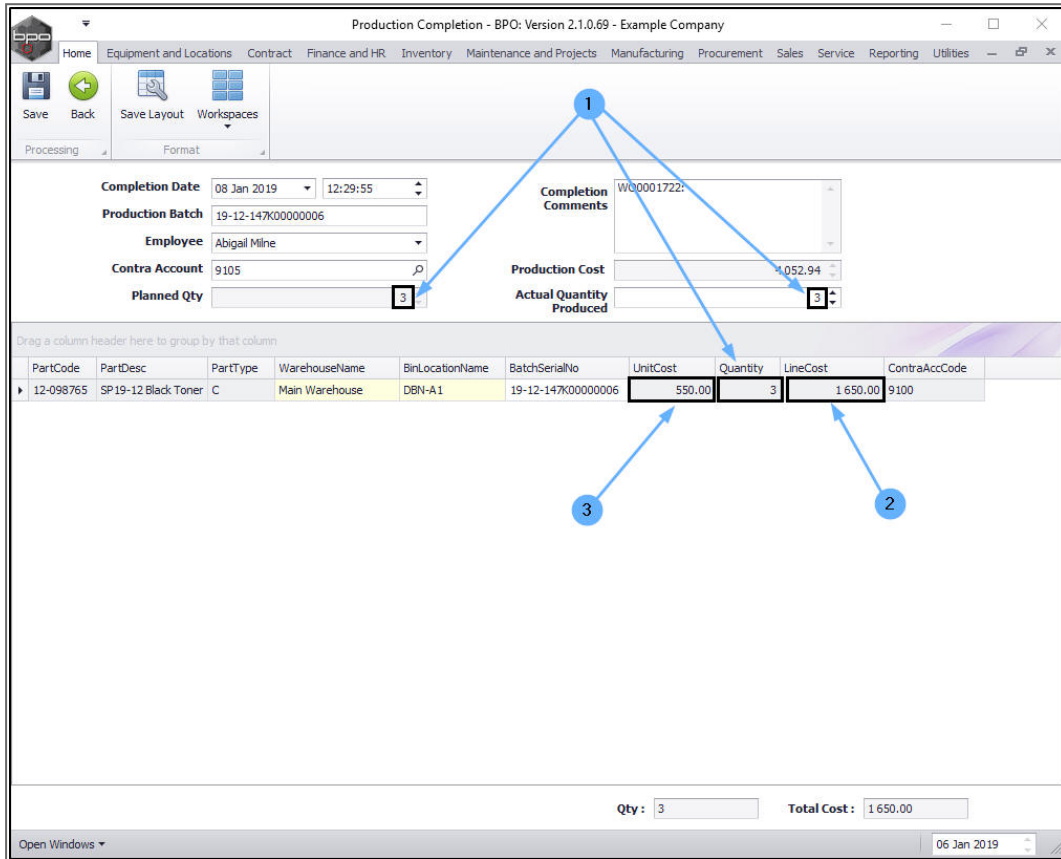 Production Completion - BPO: Version 2.1.0.69 - Example Company
bpo
Home Equipment and Locations Contract Finance and HR Inventory Maintenance and Projects Manufacturing Procurement Sales Service Reporting Utilities
Save Back Save Layout Workspaces
Processing Format
1
Completion Date 08 Jan 2019 12:29:55
Completion Comments WO0001722:
Production Batch 19-12-147K00000006
Employee Abigail Milne
Contra Account 9105
Production Cost 052.94
Planned Qty 3
Actual Quantity Produced 3
Drag a column header here to group by that column
PartCode PartDesc PartType WarehouseName BinLocationName BatchSerialNo UnitCost Quantity LineCost ContraAccCode
12-098765 SP19-12 Black Toner C Main Warehouse DBN-A1 19-12-147K00000006 550.00 3 1 650.00 9100
3 2
Qty : 3 Total Cost : 1 650.00
Open Windows 06 Jan 2019